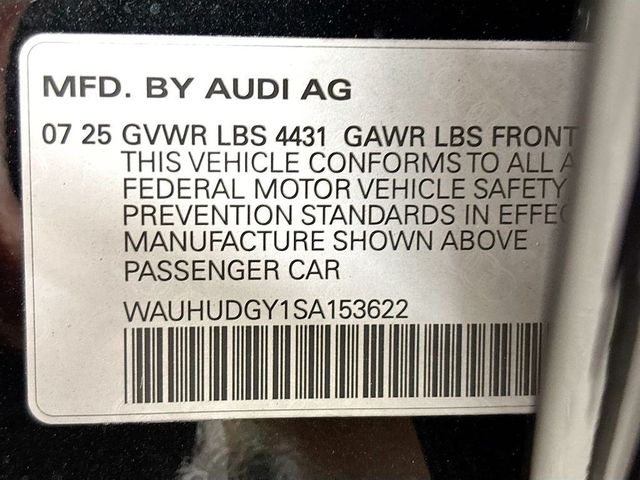 MFD. BY AUDI AG
07 25 GVWR LBS 4431 GAWR LBS FRONT
THIS VEHICLE CONFORMS TO ALL A
FEDERAL MOTOR VEHICLE SAFETY
PREVENTION STANDARDS IN EFFEC
MANUFACTURE SHOWN ABOVE
PASSENGER CAR
WAUHUDGY1SA153622